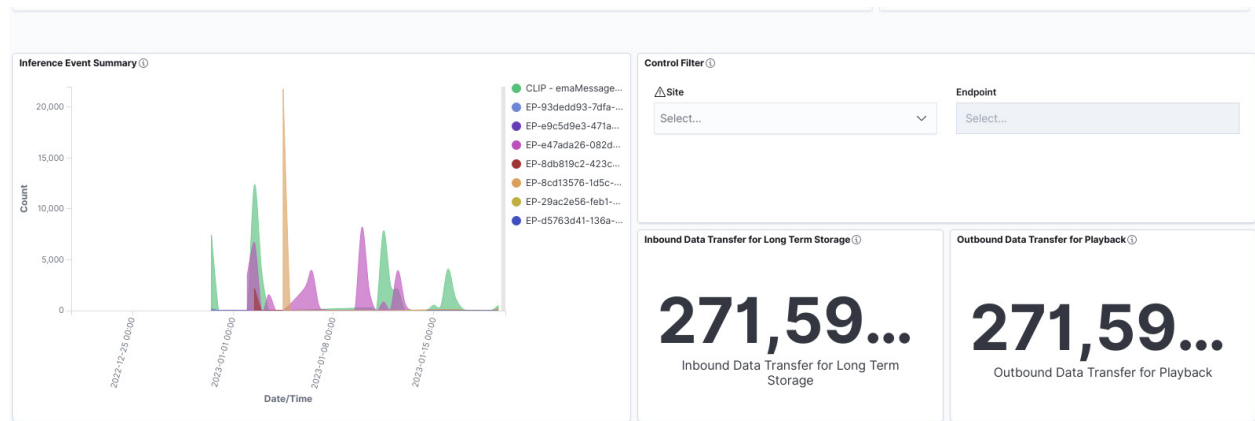 Inference Event Summary
20,000
15,000
10,000
5,000
0
Count
2022-12-25 00:00
2023-01-01 00:00
2023-01-08 00:00
2023-01-15 00:00
Date/Time
CLIP - emaMessage...
EP-93dedd93-7dfa-...
EP-e9c5d9e3-471a...
EP-e47ada26-082d...
EP-8db819c2-423c...
EP-8cd13576-1d5c-...
EP-29ac2e56-feb1-...
EP-d5763d41-136a-...
Control Filter
Site
Select...
Endpoint
Select...
Inbound Data Transfer for Long Term Storage
271,59...
Inbound Data Transfer for Long Term
Storage
Outbound Data Transfer for Playback
271,59...
Outbound Data Transfer for Playback